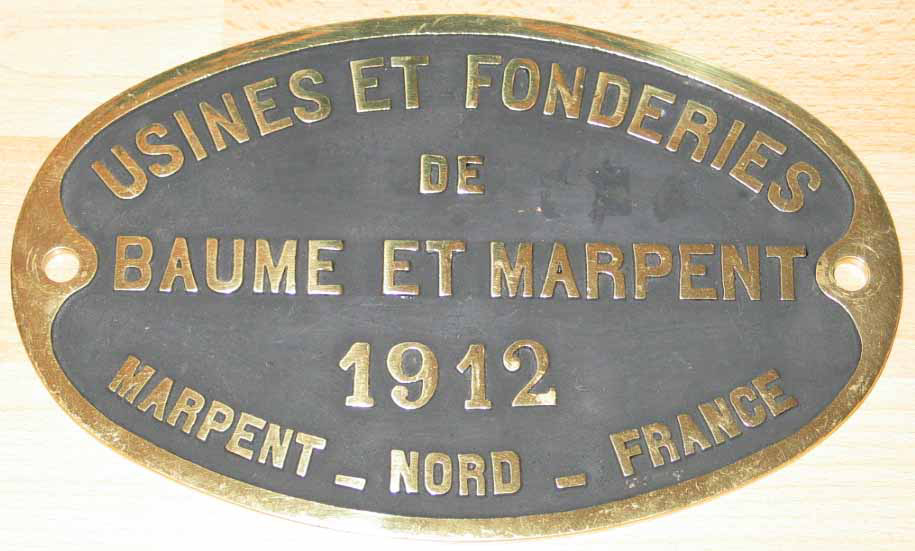 USINES ET FONDERIES
DE
BAUME ET MARPENT
1912
MARPENT - NORD - FRANCE